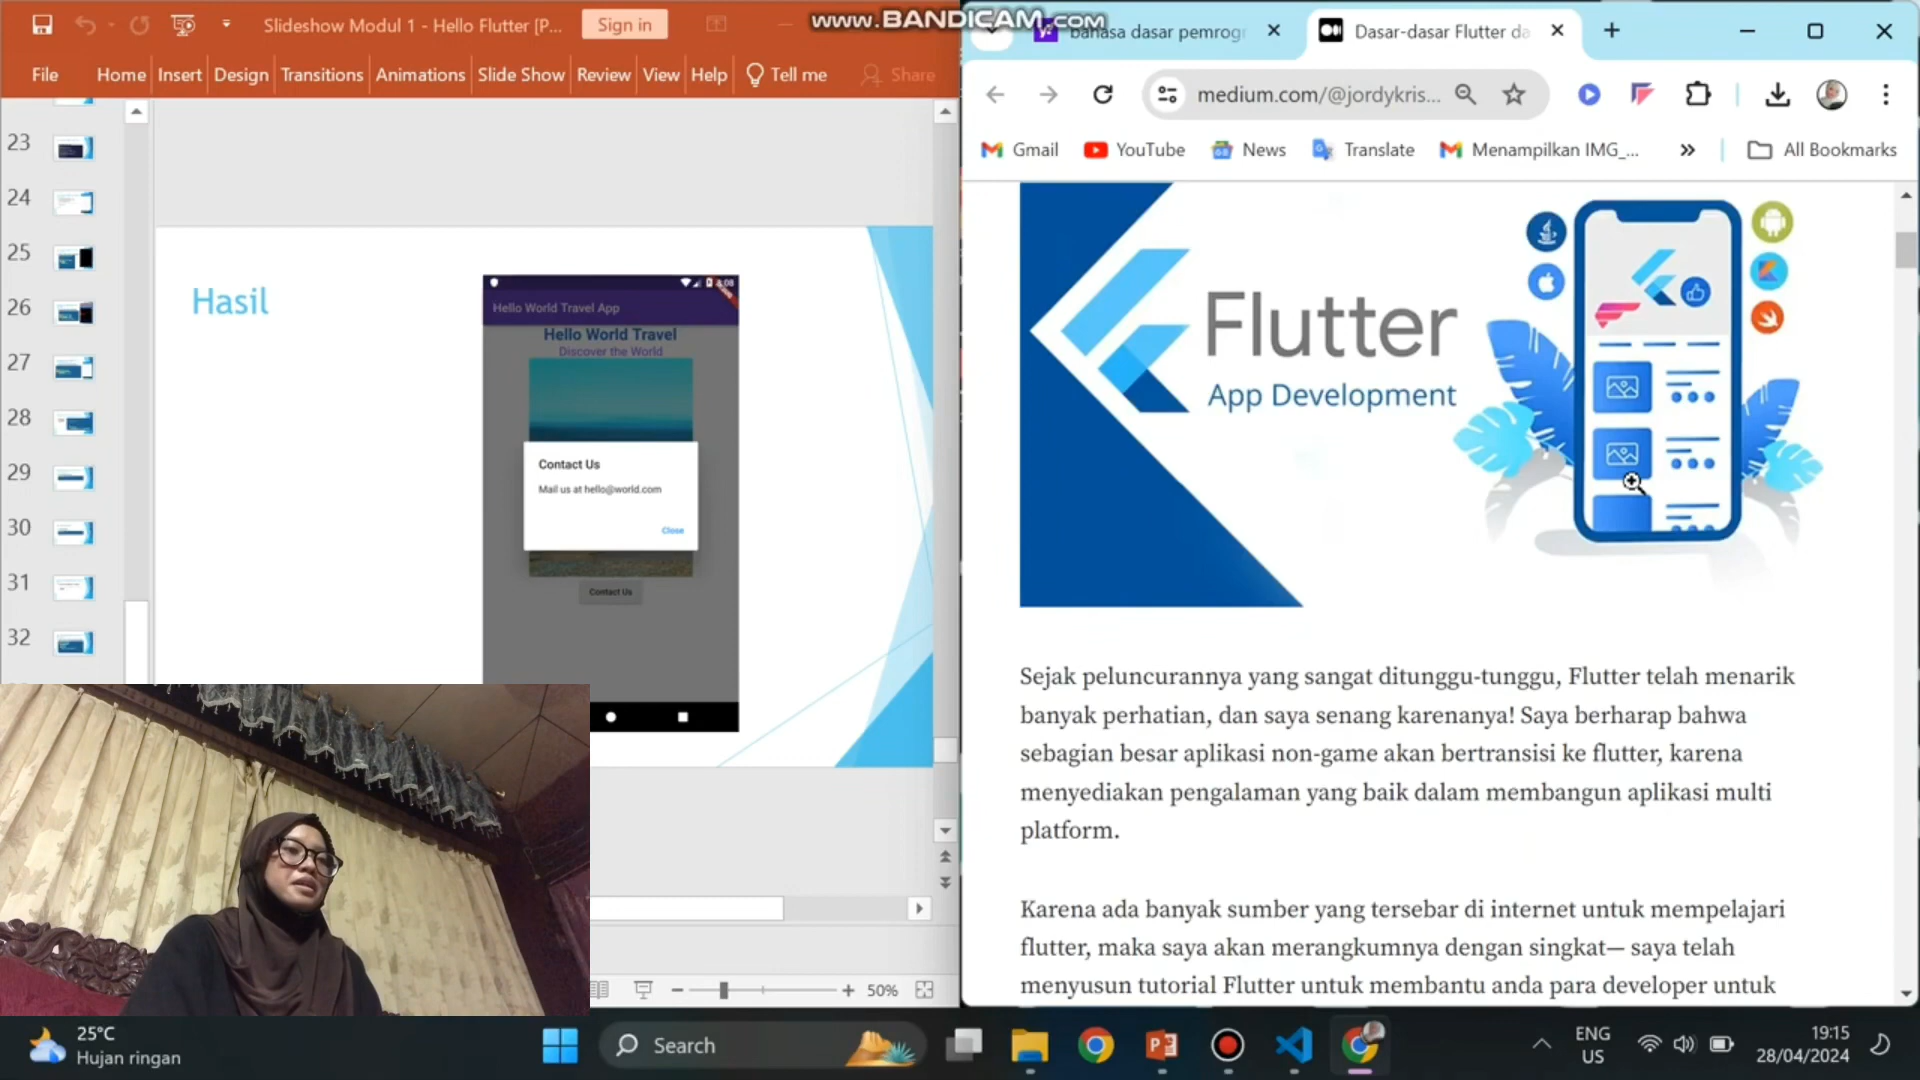 Slideshow Modul 1 - Hello Flutter [P...
Sign in
www.BANDICAM.com
File
Home
Insert
Design
Transitions
Animations
Slide Show
Review
View
Help
Tell me
Share
23
24
25
26
27
28
29
30
31
32
Hasil
Hello World Travel App
Hello World Travel
Discover the World
Contact Us
Mail us at hello@world.com
Close
Contact Us
50%
bahasa dasar pemrogr
Dasar-dasar Flutter da
medium.com/@jordykris...
Gmail
YouTube
News
Translate
Menampilkan IMG_...
All Bookmarks
Flutter
App Development
Sejak peluncurannya yang sangat ditunggu-tunggu, Flutter telah menarik
banyak perhatian, dan saya senang karenanya! Saya berharap bahwa
sebagian besar aplikasi non-game akan bertransisi ke flutter, karena
menyediakan pengalaman yang baik dalam membangun aplikasi multi
platform.
Karena ada banyak sumber yang tersebar di internet untuk mempelajari
flutter, maka saya akan merangkumnya dengan singkat— saya telah
menyusun tutorial Flutter untuk membantu anda para developer untuk
25°C
Hujan ringan
Search
ENG
US
19:15
28/04/2024